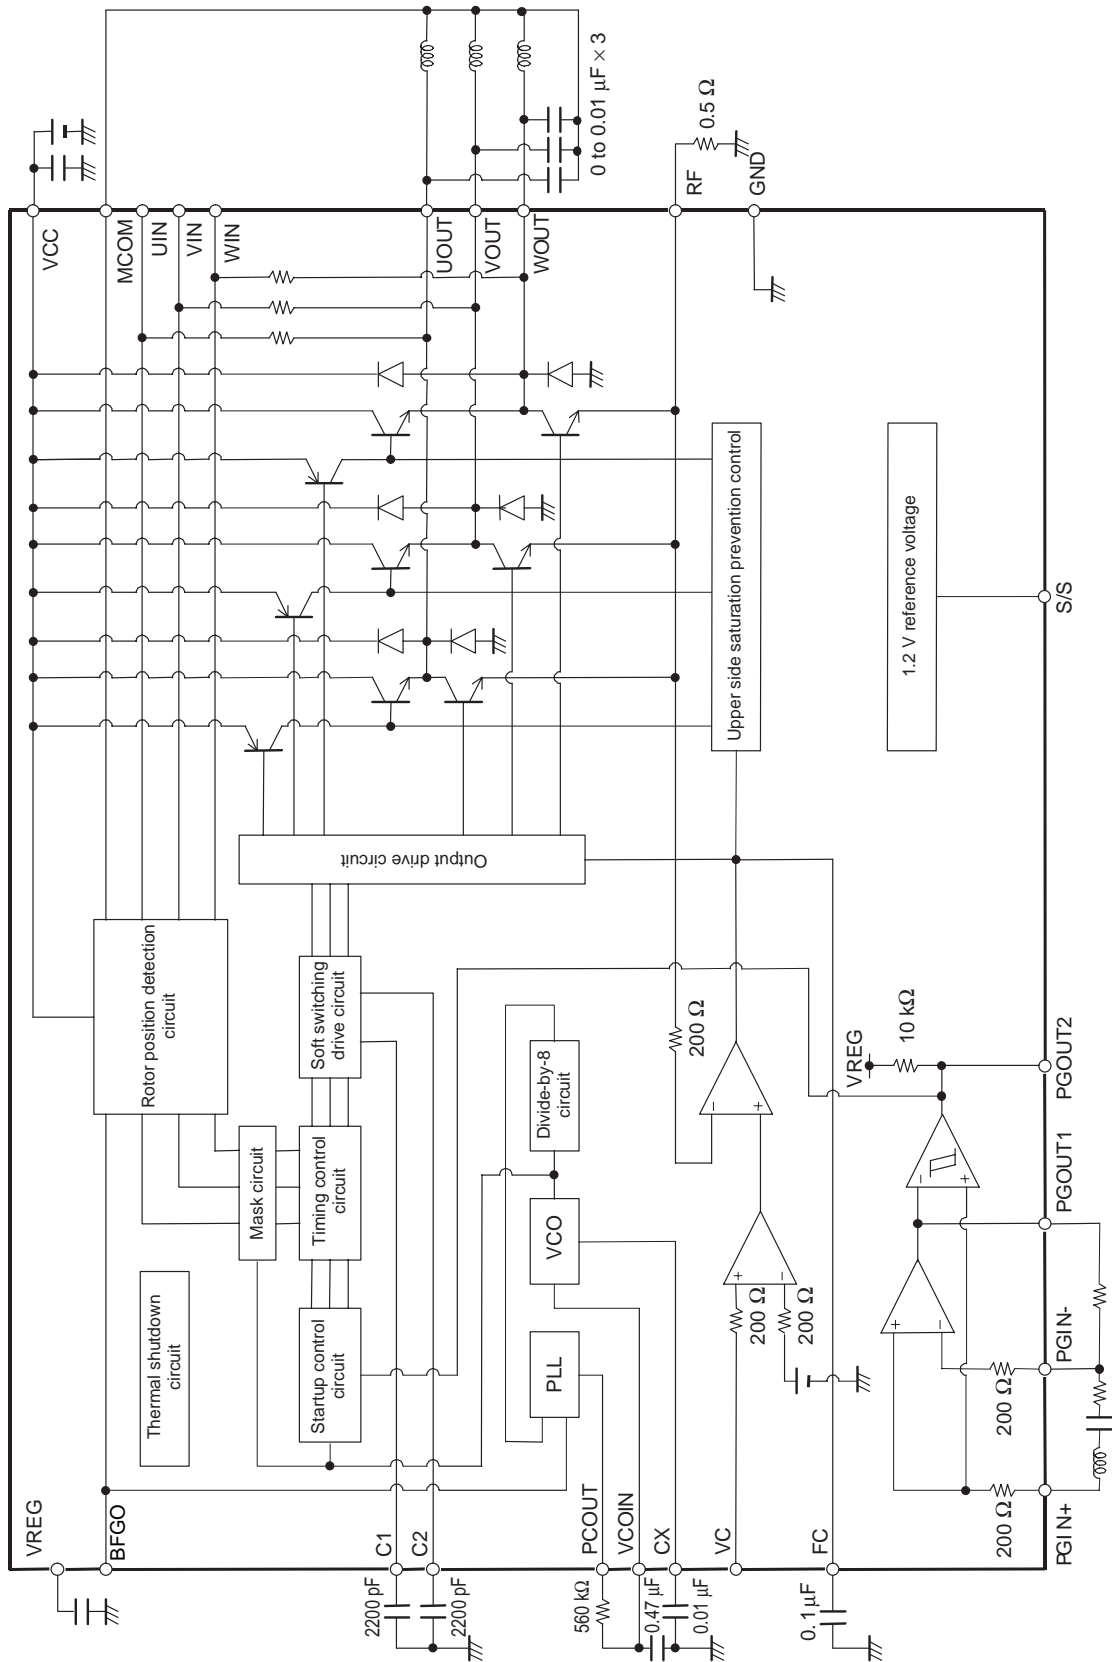 VCC
MCOM
UIN
VIN
WIN
UOUT
VOUT
WOUT
0 to 0.01 µF × 3
RF
0.5 Ω
GND
Rotor position detection
circuit
Output drive circuit
Upper side saturation prevention control
1.2 V reference voltage
S/S
Soft switching
drive circuit
Mask circuit
Timing control
circuit
Startup control
circuit
Thermal shutdown
circuit
Divide-by-8
circuit
VCO
PLL
200 Ω
−
+
+
−
200 Ω
200 Ω
VREG
10 kΩ
PGOUT2
−
+
PGOUT1
+
−
PGIN-
200 Ω
200 Ω
PGIN+
VREG
BFGO
C1
2200 pF
C2
2200 pF
PCOUT
560 kΩ
VCOIN
0.47 µF
CX
0.01 µF
VC
FC
0.1 µF